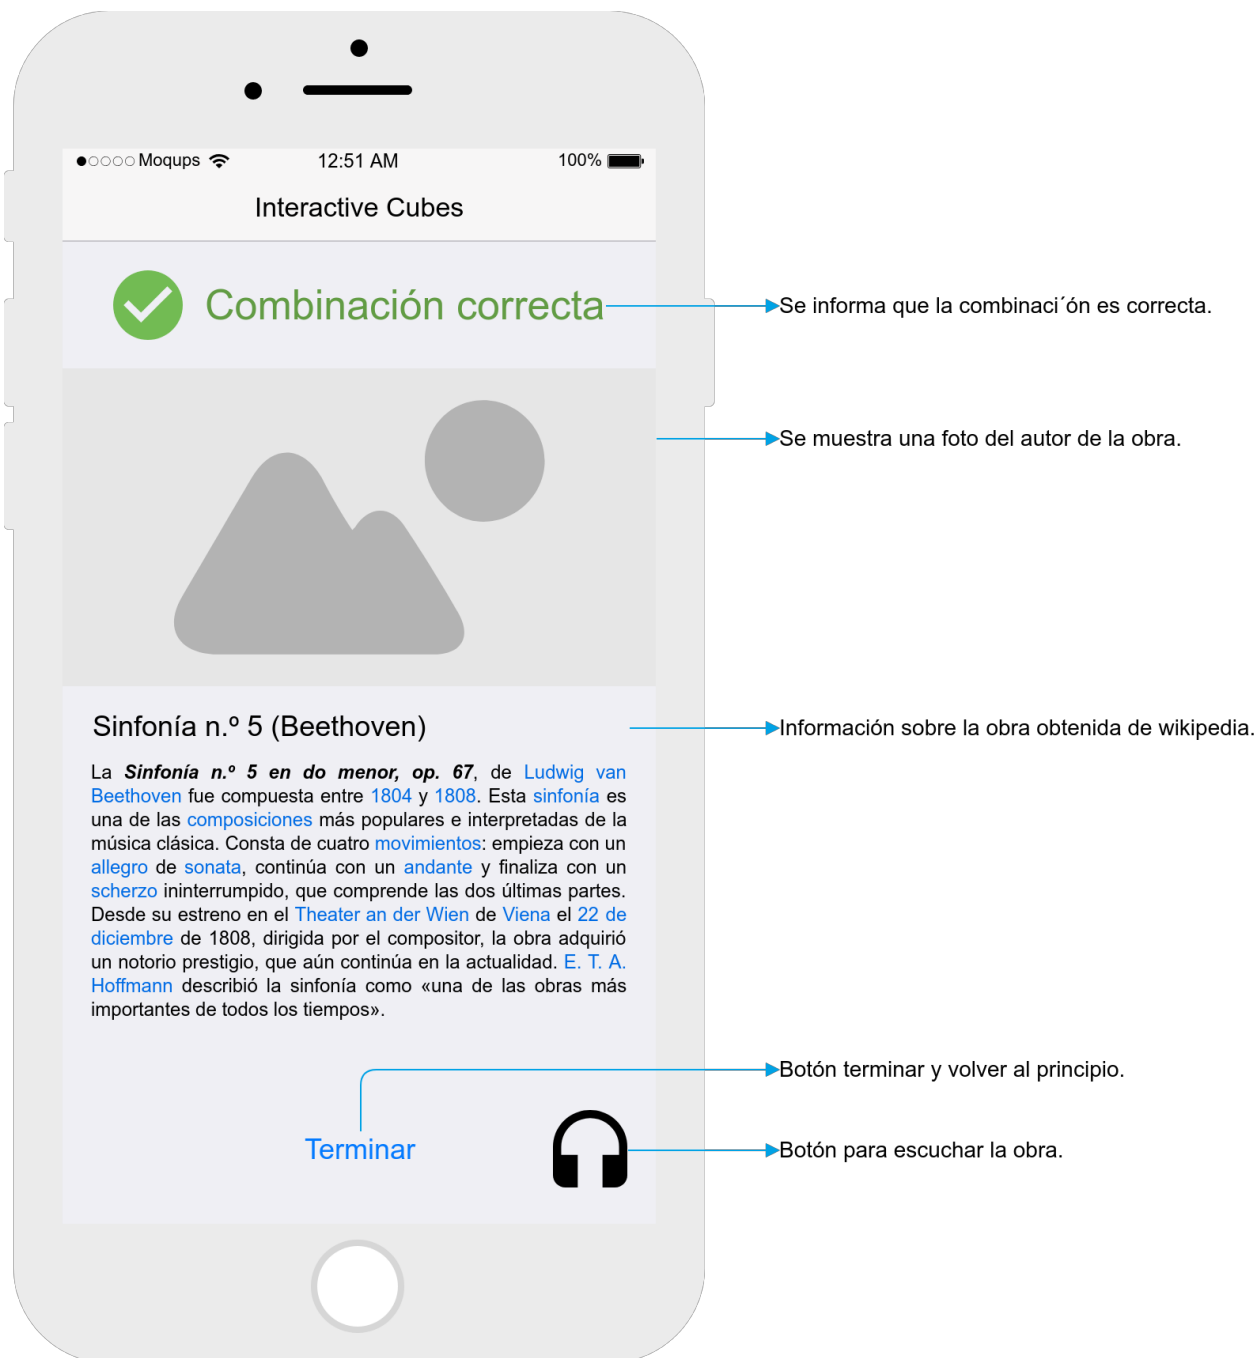 Moqups 12:51 AM 100%
Interactive Cubes
Combinación correcta
Se informa que la combinaci´ón es correcta.
Se muestra una foto del autor de la obra.
Sinfonía n.º 5 (Beethoven)
Información sobre la obra obtenida de wikipedia.
La Sinfonía n.º 5 en do menor, op. 67, de Ludwig van
Beethoven fue compuesta entre 1804 y 1808. Esta sinfonía es
una de las composiciones más populares e interpretadas de la
música clásica. Consta de cuatro movimientos: empieza con un
allegro de sonata, continúa con un andante y finaliza con un
scherzo ininterrumpido, que comprende las dos últimas partes.
Desde su estreno en el Theater an der Wien de Viena el 22 de
diciembre de 1808, dirigida por el compositor, la obra adquirió
un notorio prestigio, que aún continúa en la actualidad. E. T. A.
Hoffmann describió la sinfonía como «una de las obras más
importantes de todos los tiempos».
Botón terminar y volver al principio.
Terminar
Botón para escuchar la obra.